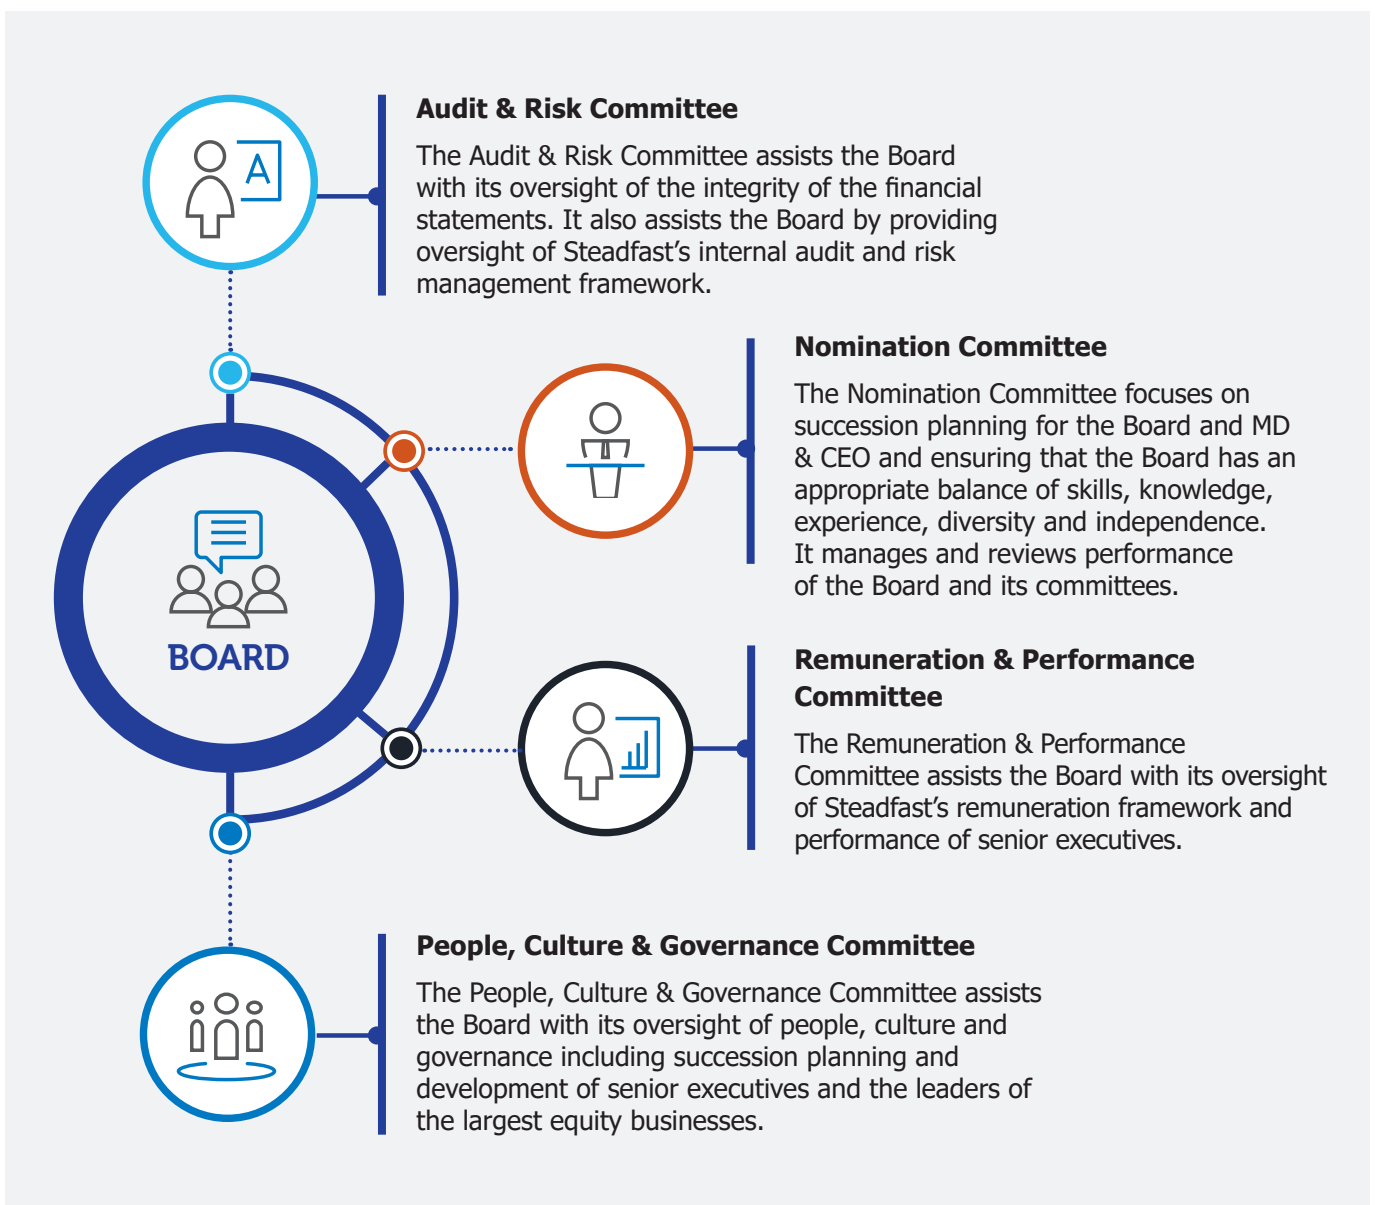 Audit & Risk Committee
The Audit & Risk Committee assists the Board
with its oversight of the integrity of the financial
statements. It also assists the Board by providing
oversight of Steadfast’s internal audit and risk
management framework.
A
Nomination Committee
The Nomination Committee focuses on
succession planning for the Board and MD
& CEO and ensuring that the Board has an
appropriate balance of skills, knowledge,
experience, diversity and independence.
It manages and reviews performance
of the Board and its committees.
BOARD
Remuneration & Performance
Committee
The Remuneration & Performance
Committee assists the Board with its oversight
of Steadfast’s remuneration framework and
performance of senior executives.
People, Culture & Governance Committee
The People, Culture & Governance Committee assists
the Board with its oversight of people, culture and
governance including succession planning and
development of senior executives and the leaders of
the largest equity businesses.